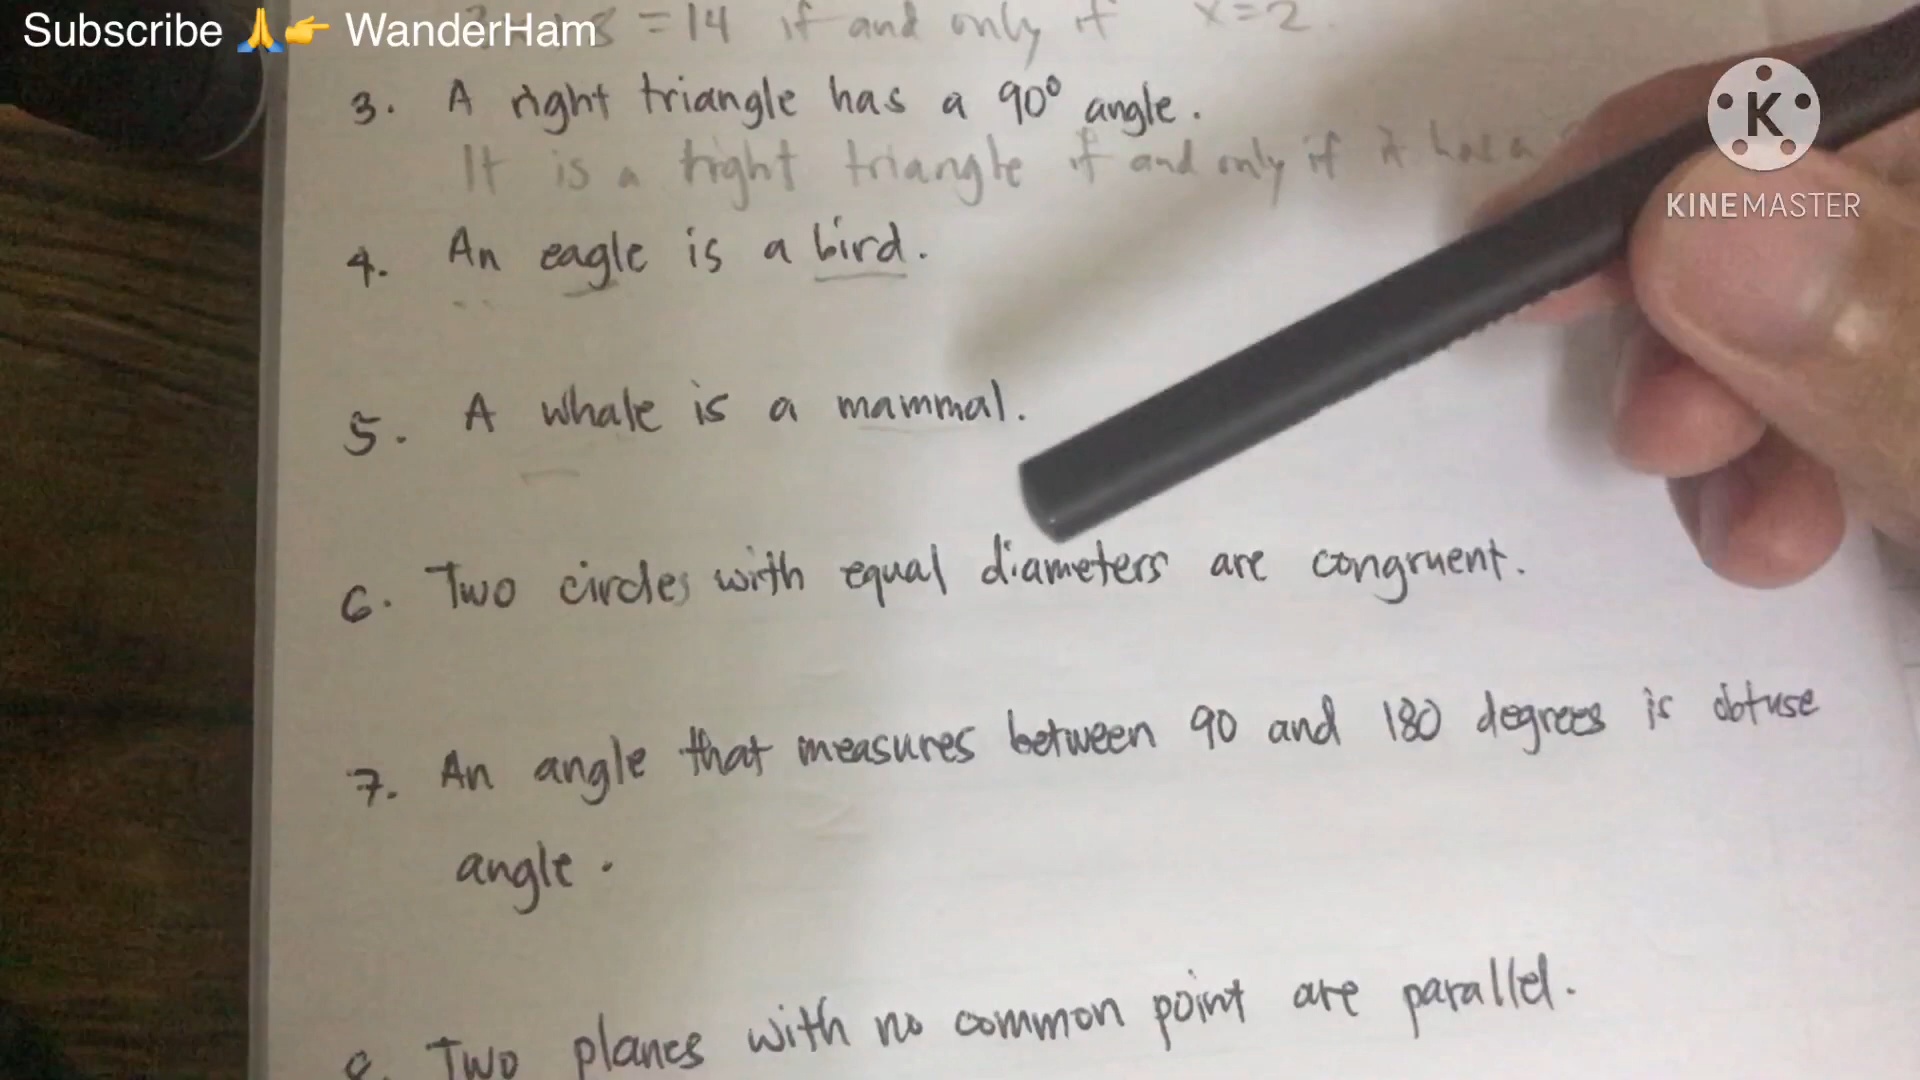 Subscribe 🙏👉 WanderHam
= 14 if and only if x=2.
3. A right triangle has a 90° angle.
It is a right triangle if and only if it has a
4. An eagle is a bird.
5. A whale is a mammal.
6. Two circles with equal diameters are congruent.
7. An angle that measures between 90 and 180 degrees is obtuse
angle.
Two planes with no common point are parallel.
K
KINEMASTER